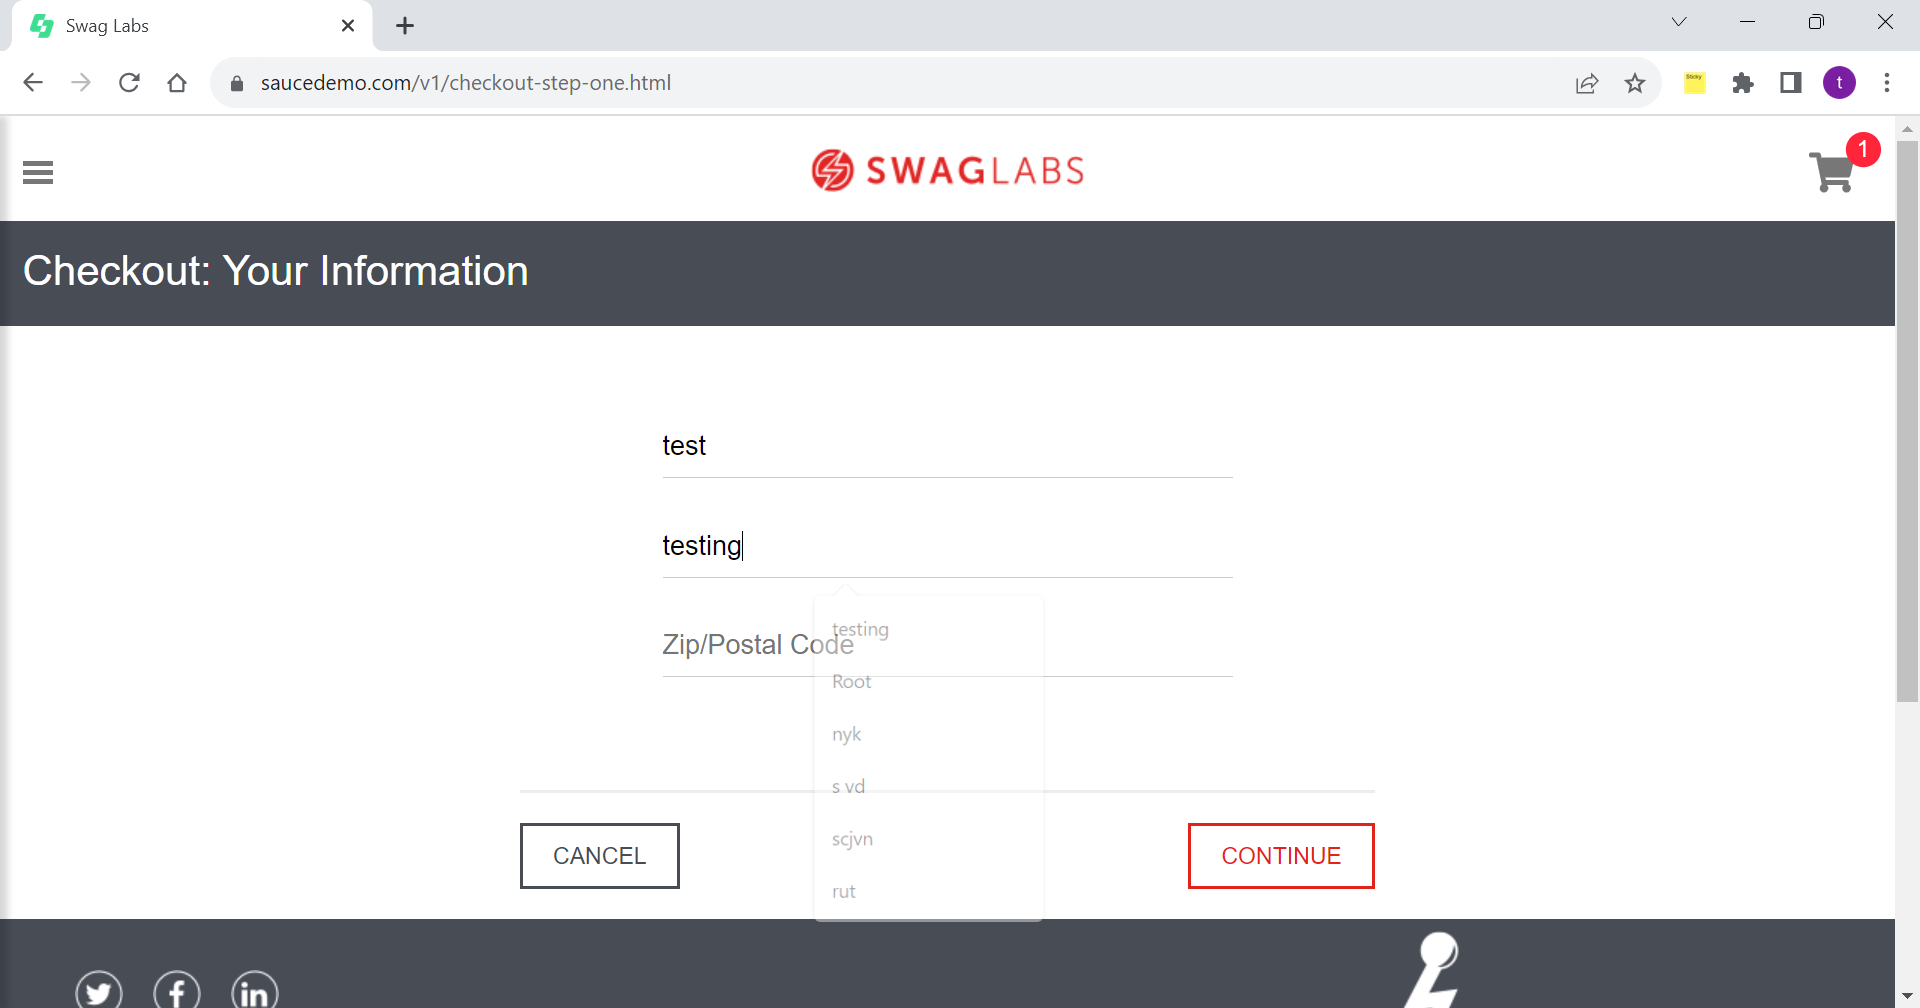 Swag Labs
saucedemo.com/v1/checkout-step-one.html
Sticky
t
SWAGLABS
1
Checkout: Your Information
test
testing
Zip/Postal Code
testing
Root
nyk
s vd
scjvn
rut
CANCEL
CONTINUE